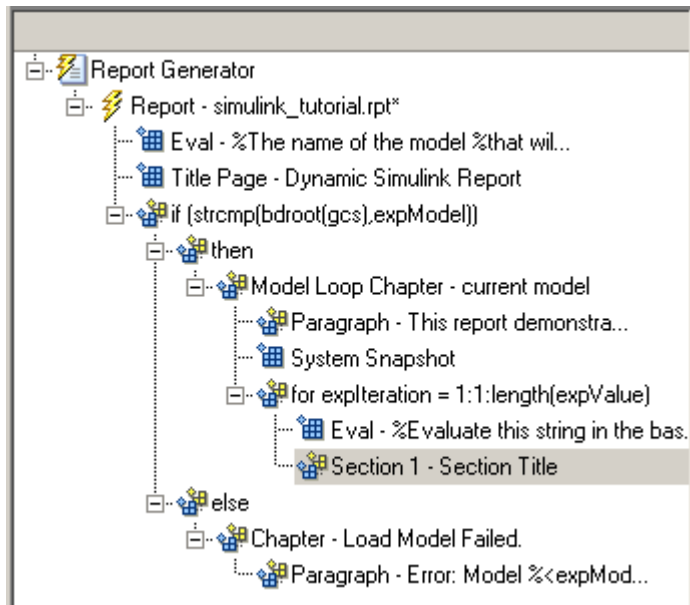 Report Generator
Report - simulink_tutorial.rpt*
Eval - %The name of the model %that wil...
Title Page - Dynamic Simulink Report
if (strcmp(bdroot(gcs),expModel))
then
Model Loop Chapter - current model
Paragraph - This report demonstra...
System Snapshot
for expIteration = 1:1:length(expValue)
Eval - %Evaluate this string in the bas.
Section 1 - Section Title
else
Chapter - Load Model Failed.
Paragraph - Error: Model %<expMod...